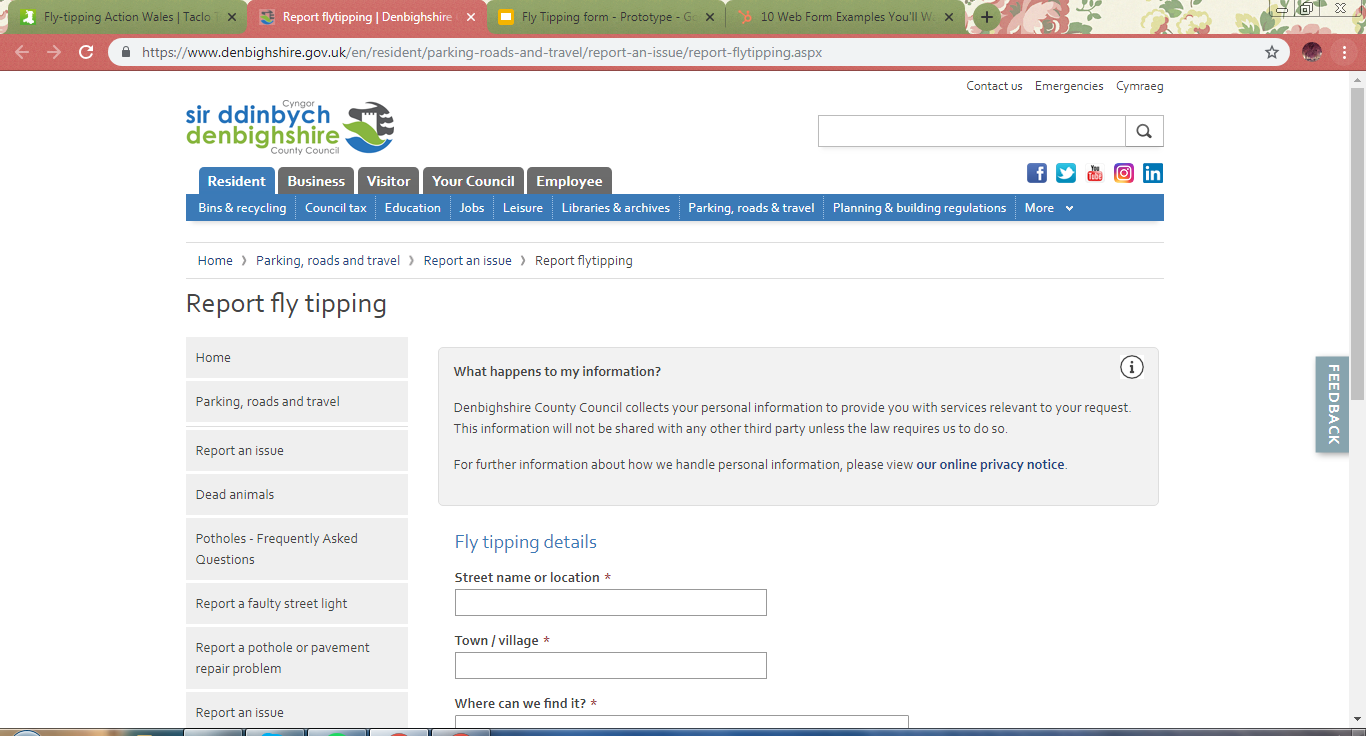 Fly-tipping Action Wales | Taclo
Report flytipping | Denbighshire
Fly Tipping form - Prototype - Go
10 Web Form Examples You'll W
https://www.denbighshire.gov.uk/en/resident/parking-roads-and-travel/report-an-issue/report-flytipping.aspx
Contact us Emergencies Cymraeg
Cyngor
sir ddinbych
denbighshire
County Council
Resident Business Visitor Your Council Employee
Bins & recycling Council tax Education Jobs Leisure Libraries & archives Parking, roads & travel Planning & building regulations More
Home Parking, roads and travel Report an issue Report flytipping
Report fly tipping
Home
Parking, roads and travel
Report an issue
Dead animals
Potholes - Frequently Asked
Questions
Report a faulty street light
Report a pothole or pavement
repair problem
Report an issue
What happens to my information?
Denbighshire County Council collects your personal information to provide you with services relevant to your request.
This information will not be shared with any other third party unless the law requires us to do so.
For further information about how we handle personal information, please view our online privacy notice.
Fly tipping details
Street name or location *
Town / village *
Where can we find it? *
FEEDBACK